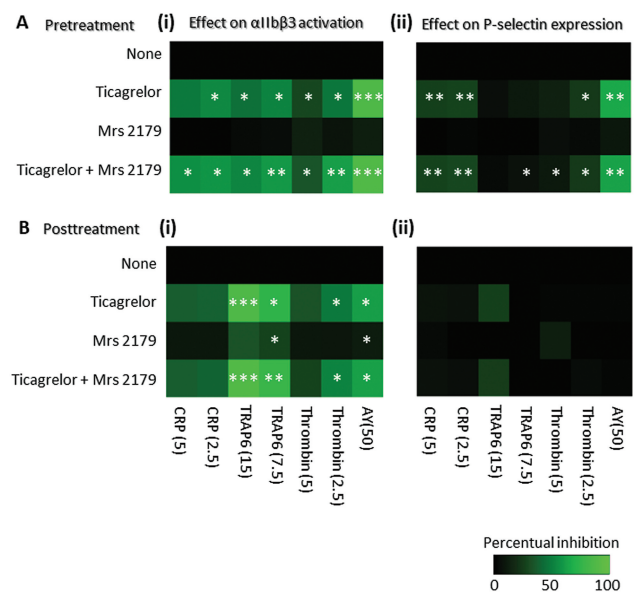 A Pretreatment (i) Effect on αIIbβ3 activation (ii) Effect on P-selectin expression
None
Ticagrelor * * * * * *** ** ** * **
Mrs 2179
Ticagrelor + Mrs 2179 * * * ** * ** *** ** ** * * * **
B Posttreatment (i) (ii)
None
Ticagrelor *** * * *
Mrs 2179 * *
Ticagrelor + Mrs 2179 *** ** * *
CRP (5) CRP (2.5) TRAP6 (15) TRAP6 (7.5) Thrombin (5) Thrombin (2.5) AY(50) CRP (5) CRP (2.5) TRAP6 (15) TRAP6 (7.5) Thrombin (5) Thrombin (2.5) AY(50)
Percentual inhibition
0 50 100